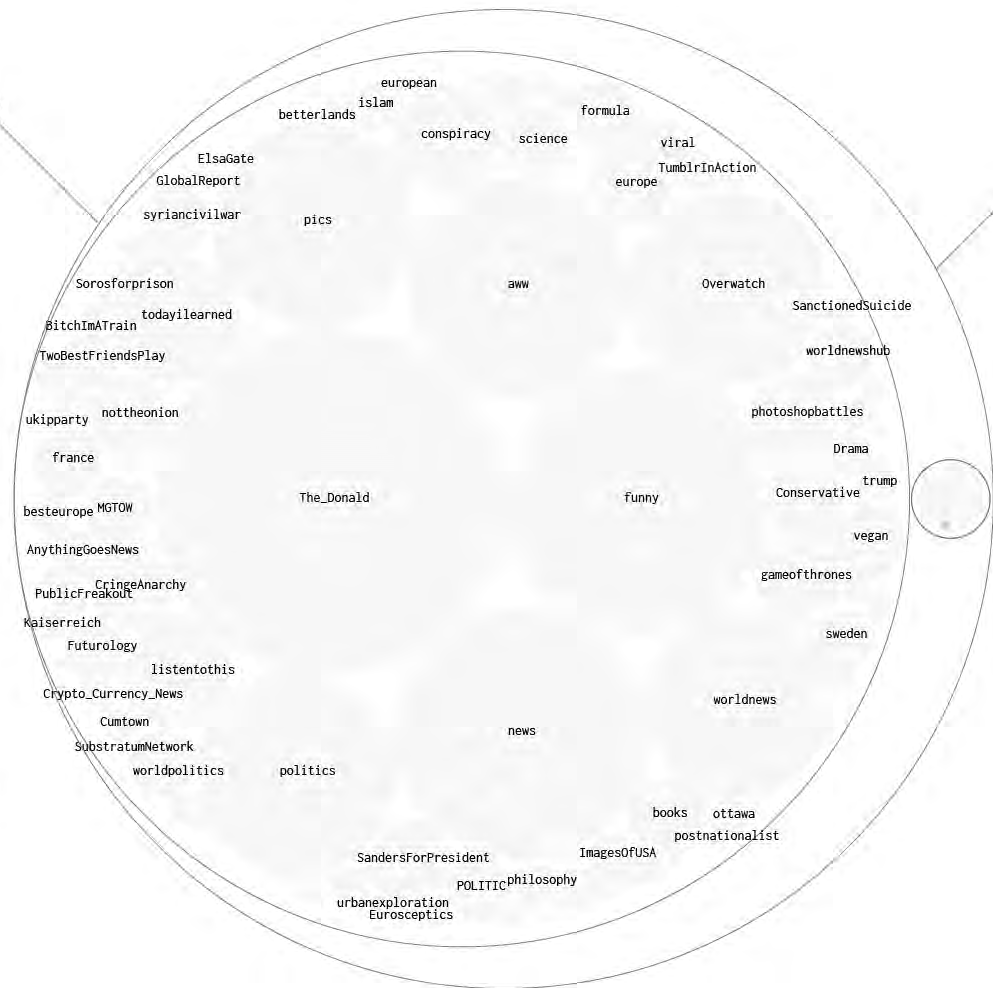 european
islam
betterlands
formula
conspiracy
science
viral
ElsaGate
TumblrInAction
GlobalReport
europe
syriancivilwar
pics
Sorosforprison
aww
Overwatch
SanctionedSuicide
todayilearned
BitchImATrain
worldnewshub
TwoBestFriendsPlay
photoshopbattles
nottheonion
ukipparty
Drama
france
trump
Conservative
The_Donald
funny
MGTOW
besteurope
vegan
AnythingGoesNews
gameofthrones
CringeAnarchy
PublicFreakout
Kaiserreich
sweden
Futurology
listentothis
Crypto_Currency_News
worldnews
Cumtown
news
SubstratumNetwork
worldpolitics
politics
books
ottawa
postnationalist
ImagesOfUSA
SandersForPresident
philosophy
POLITIC
urbanexploration
Eurosceptics